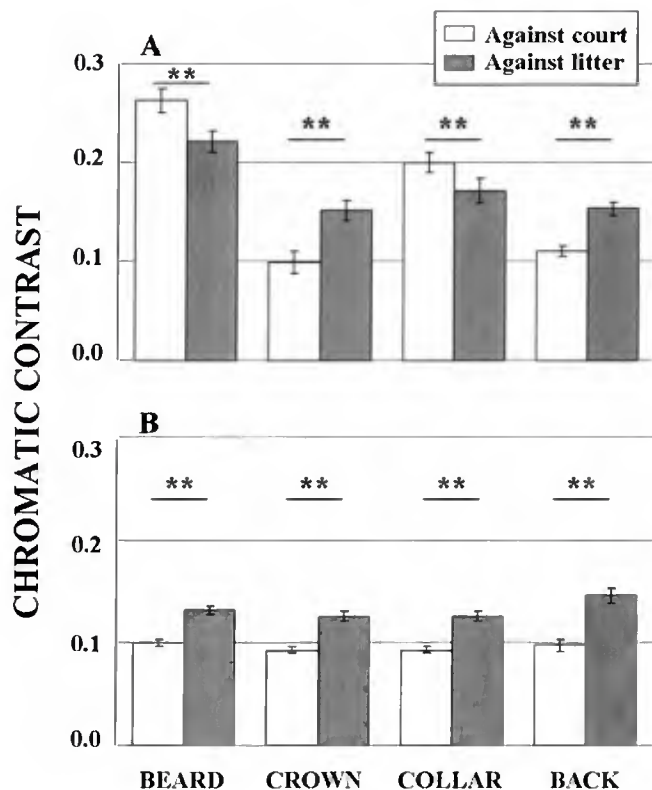 Against court
Against litter
A
0.3
** ** ** **
0.2
0.1
0.0
B
0.3
** ** ** **
0.2
0.1
0.0
CHROMATIC CONTRAST
BEARD CROWN COLLAR BACK